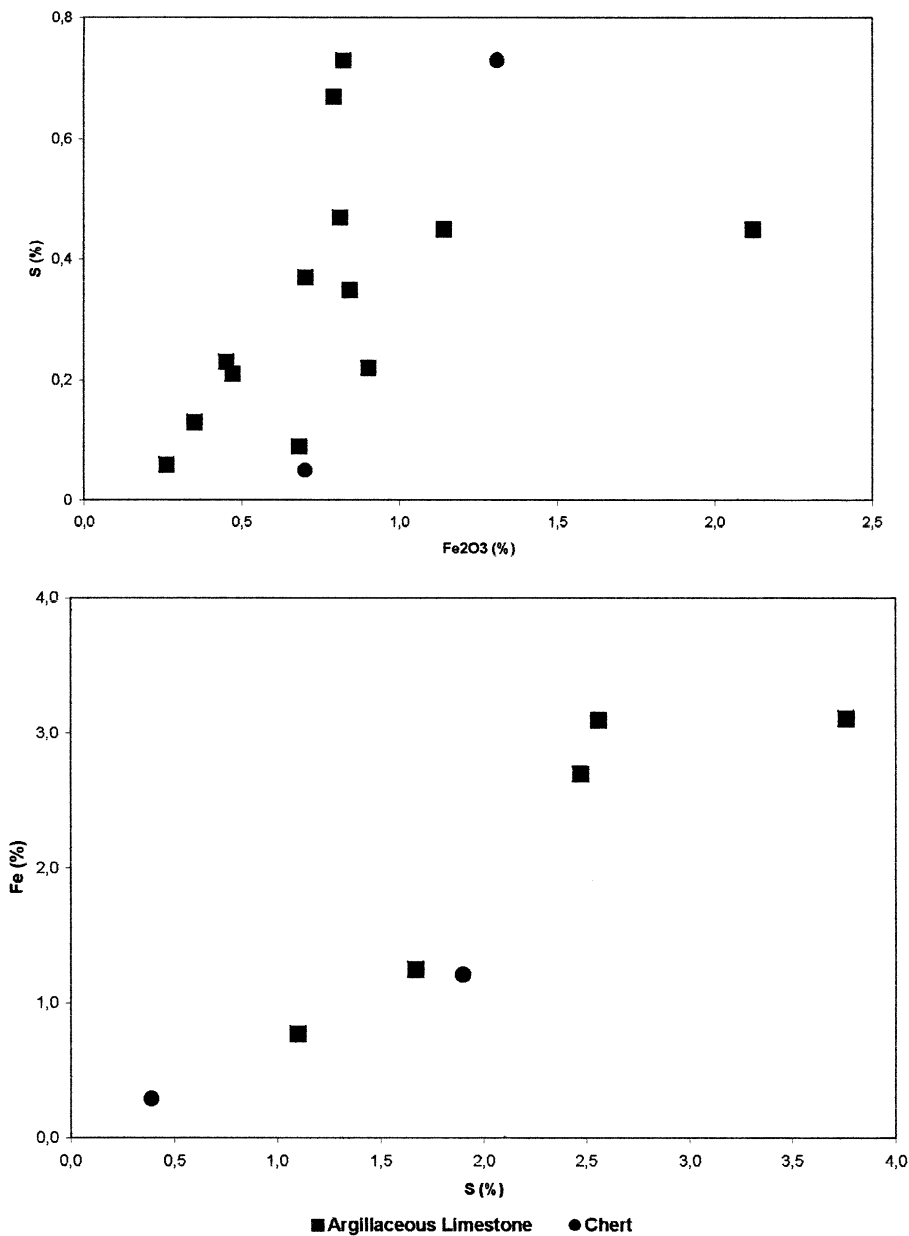 0,8
0,6
0,4
0,2
0
S (%)
0,0 0,5 1,0 1,5 2,0 2,5
Fe2O3 (%)
4,0
3,0
2,0
1,0
0,0
Fe (%)
0,0 0,5 1,0 1,5 2,0 2,5 3,0 3,5 4,0
S (%)
Argillaceous Limestone Chert